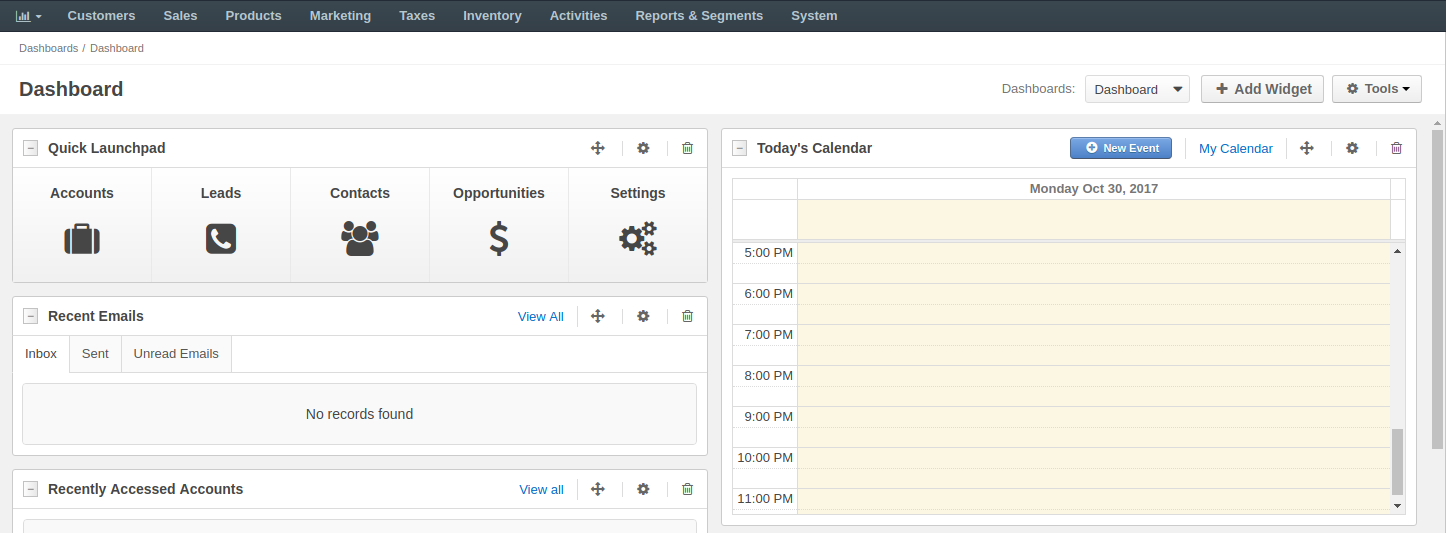 Customers Sales Products Marketing Taxes Inventory Activities Reports & Segments System
Dashboards / Dashboard
Dashboard
Dashboards: Dashboard Add Widget Tools
Quick Launchpad
Accounts Leads Contacts Opportunities Settings
Recent Emails View All
Inbox Sent Unread Emails
No records found
Recently Accessed Accounts View all
Today's Calendar New Event My Calendar
Monday Oct 30, 2017
5:00 PM
6:00 PM
7:00 PM
8:00 PM
9:00 PM
10:00 PM
11:00 PM